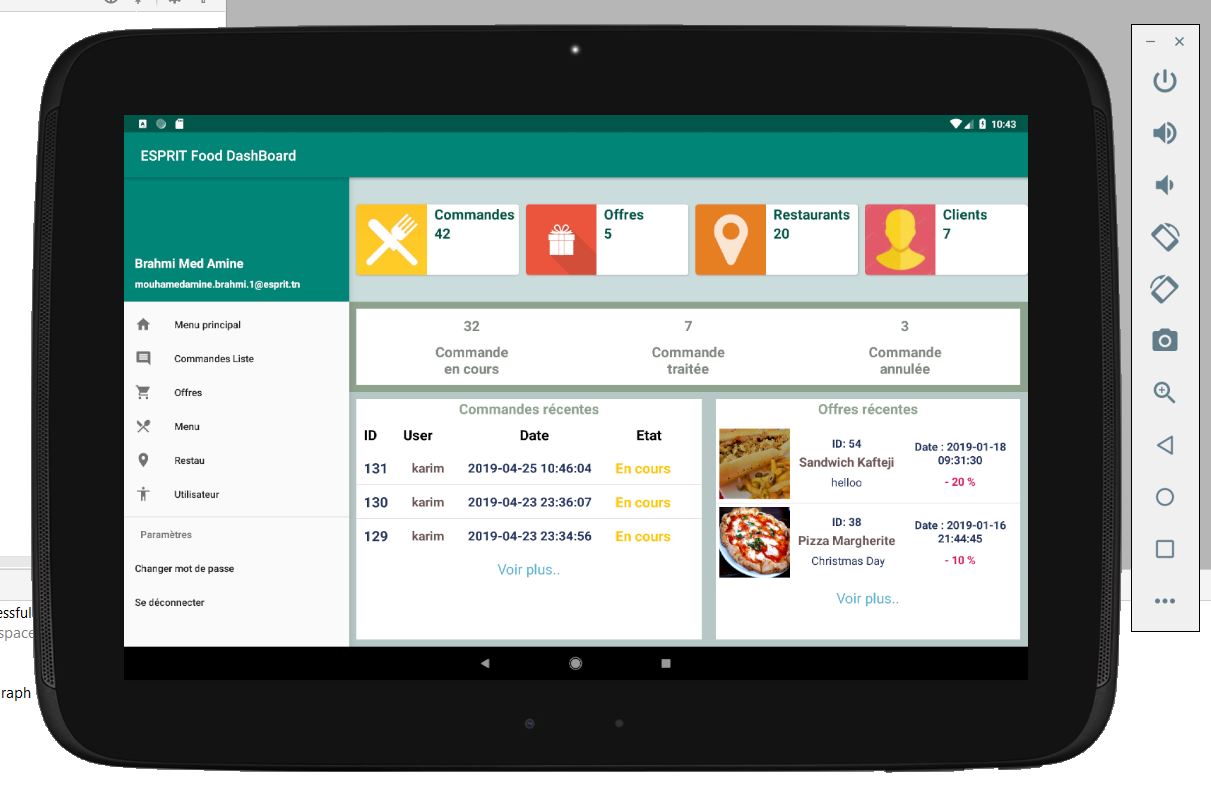 10:43
ESPRIT Food DashBoard
Brahmi Med Amine
mouhamedamine.brahmi.1@esprit.tn
Menu principal
Commandes Liste
Offres
Menu
Restau
Utilisateur
Paramètres
Changer mot de passe
Se déconnecter
Commandes
42
Offres
5
Restaurants
20
Clients
7
32
Commande
en cours
7
Commande
traitée
3
Commande
annulée
Commandes récentes
ID User Date Etat
131 karim 2019-04-25 10:46:04 En cours
130 karim 2019-04-23 23:36:07 En cours
129 karim 2019-04-23 23:34:56 En cours
Voir plus..
Offres récentes
ID: 54
Sandwich Kafteji
helloo
Date : 2019-01-18
09:31:30
- 20 %
ID: 38
Pizza Margherite
Christmas Day
Date : 2019-01-16
21:44:45
- 10 %
Voir plus..
essful
space
raph